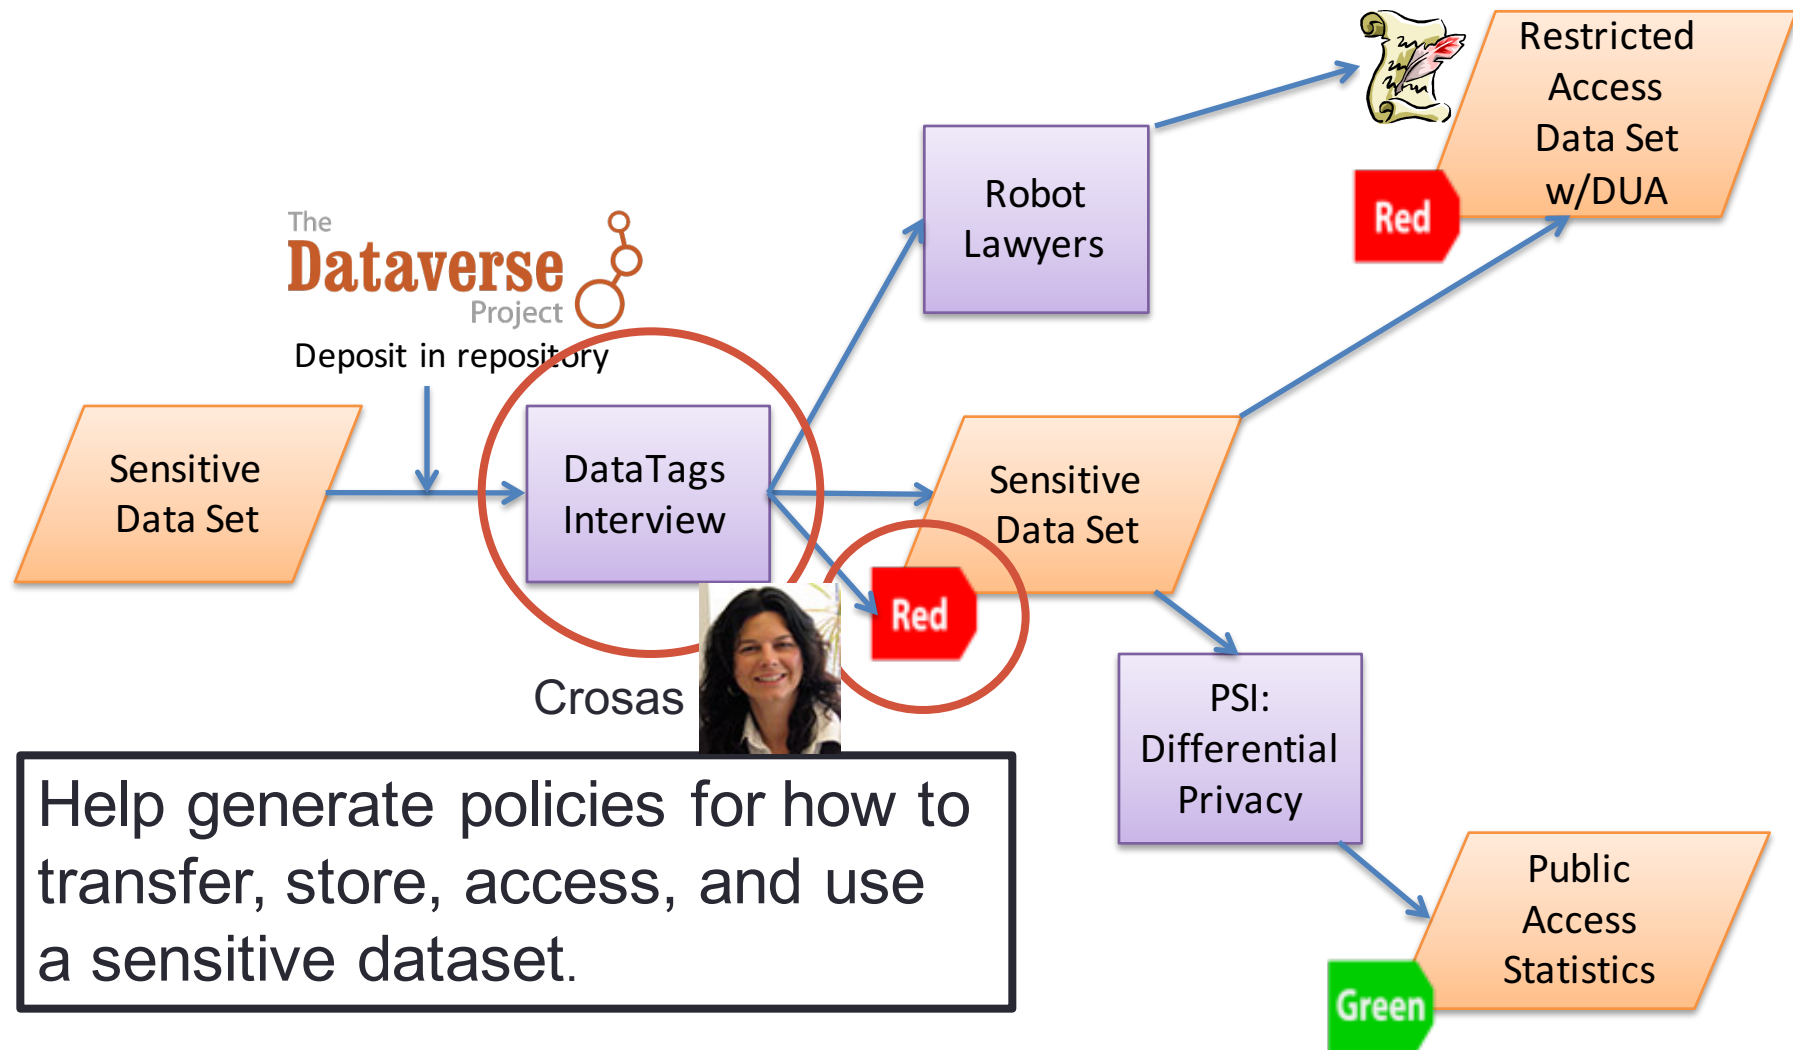 Restricted
Access
Data Set
w/DUA
Red
Robot
Lawyers
The
Dataverse
Project
Deposit in repository
Sensitive
Data Set
DataTags
Interview
Sensitive
Data Set
Red
Crosas
PSI:
Differential
Privacy
Help generate policies for how to
transfer, store, access, and use
a sensitive dataset.
Public
Access
Statistics
Green